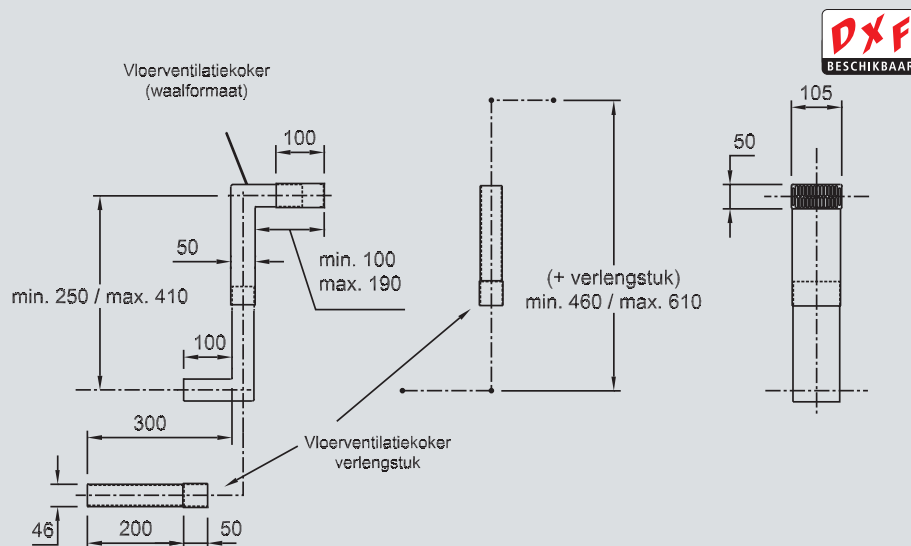 DXF
BESCHIKBAAR
Vloerventilatiekoker
(waalformaat)
100
105
50
50
min. 100
max. 190
(+ verlengstuk)
min. 460 / max. 610
min. 250 / max. 410
100
300
Vloerventilatiekoker
verlengstuk
46
200
50